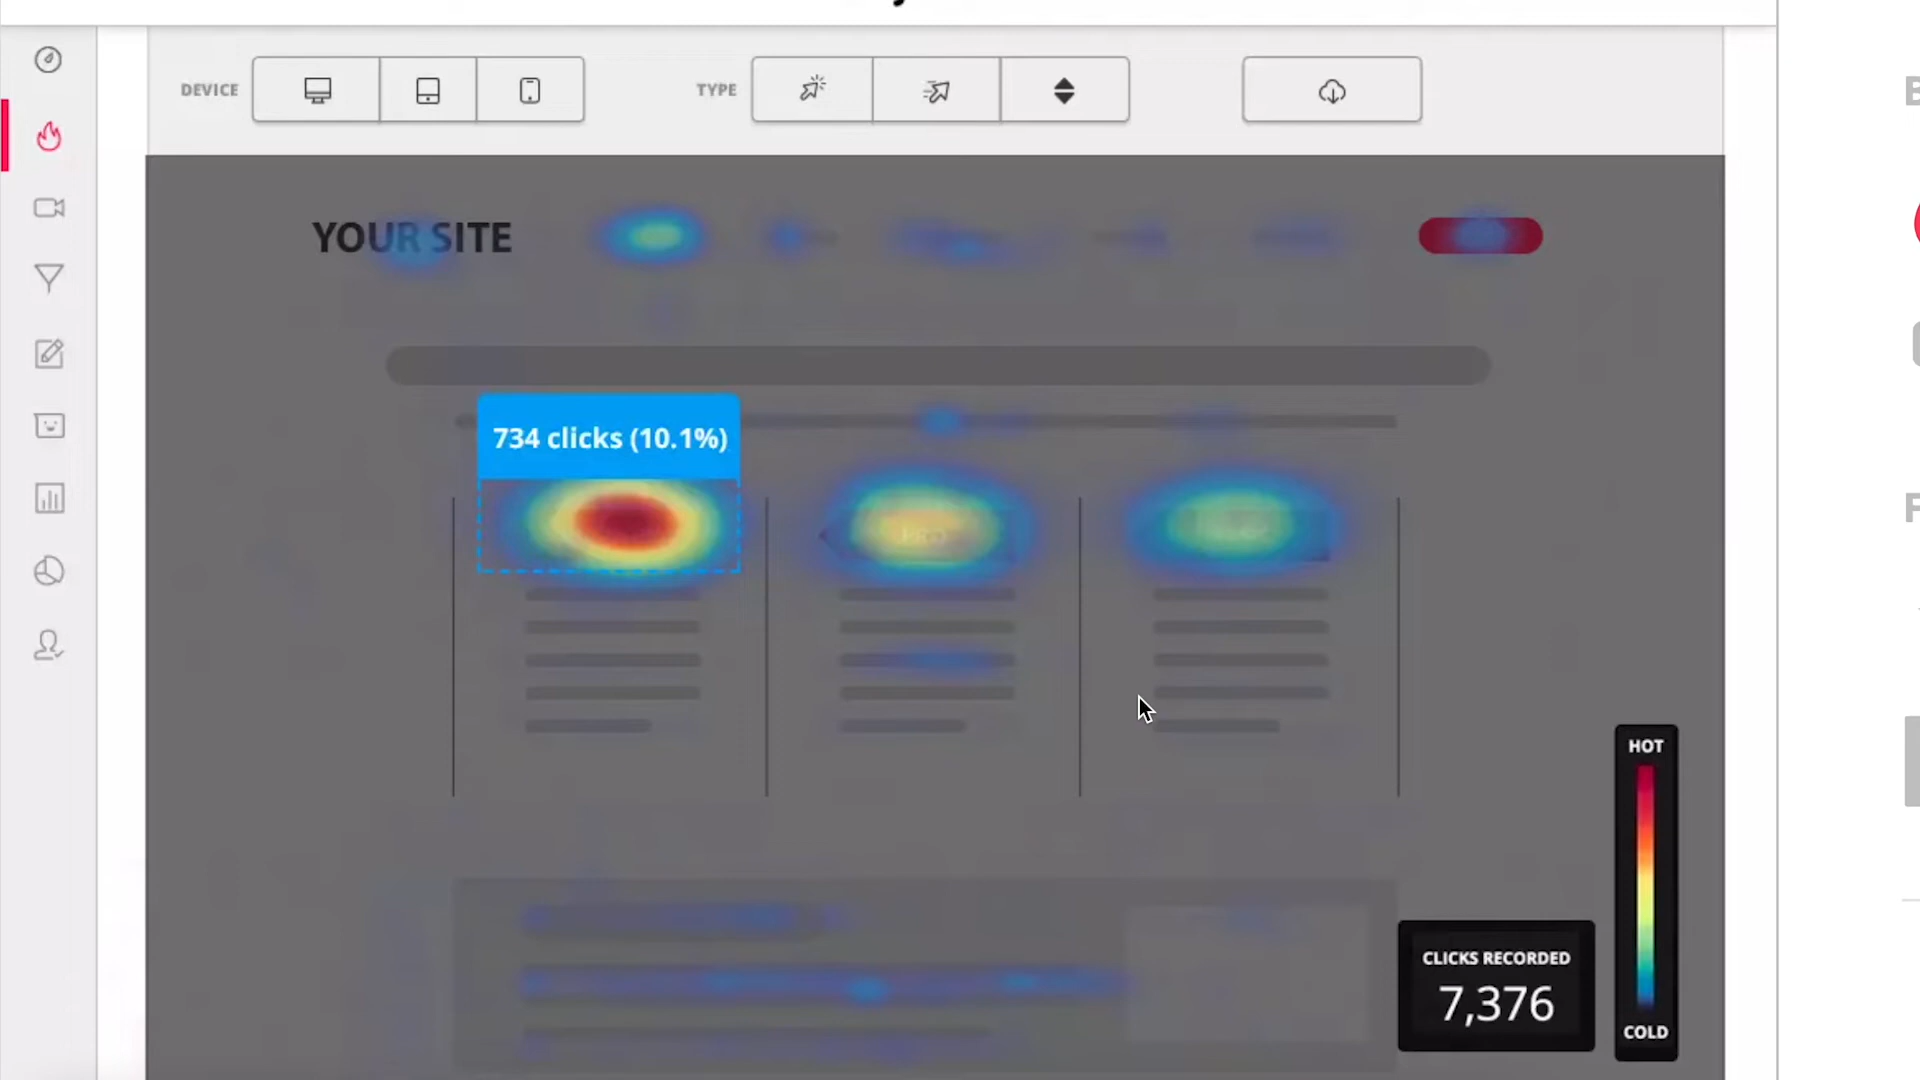 DEVICE
TYPE
YOUR SITE
734 clicks (10.1%)
HOT
CLICKS RECORDED
7,376
COLD